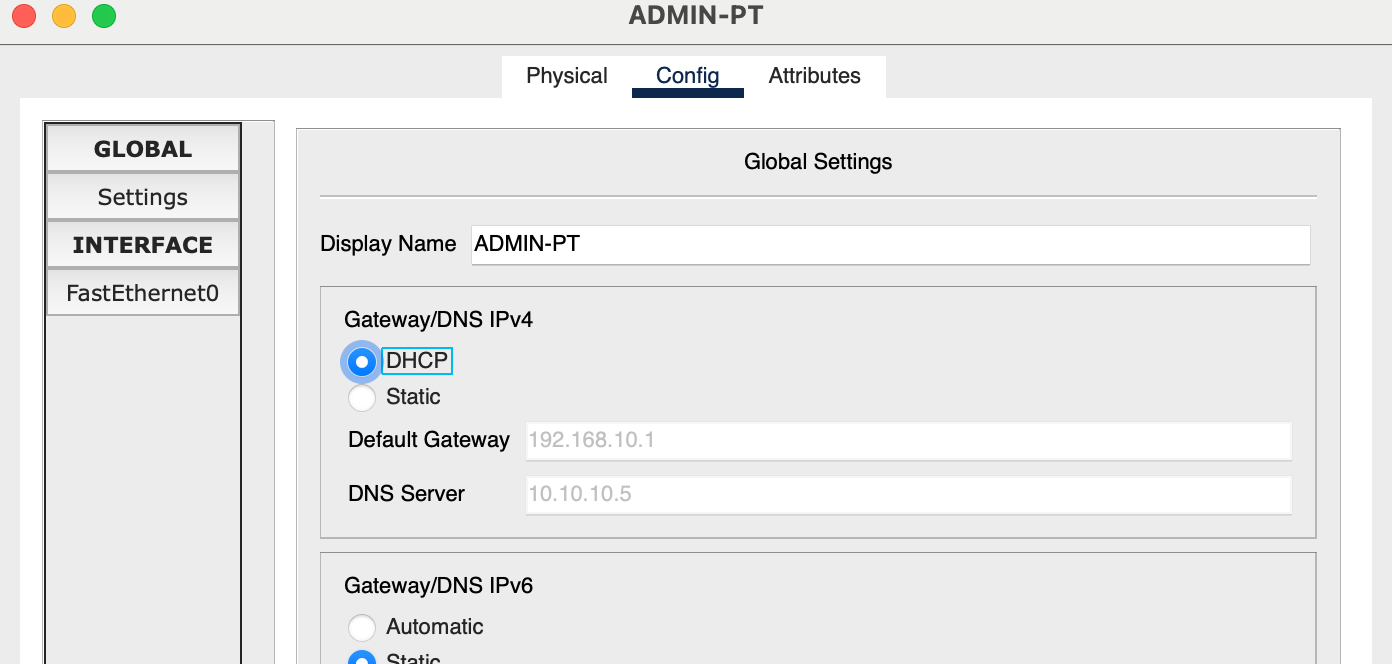 ADMIN-PT
Physical Config Attributes
GLOBAL
Settings
INTERFACE
FastEthernet0
Global Settings
Display Name ADMIN-PT
Gateway/DNS IPv4
DHCP
Static
Default Gateway 192.168.10.1
DNS Server 10.10.10.5
Gateway/DNS IPv6
Automatic
Static